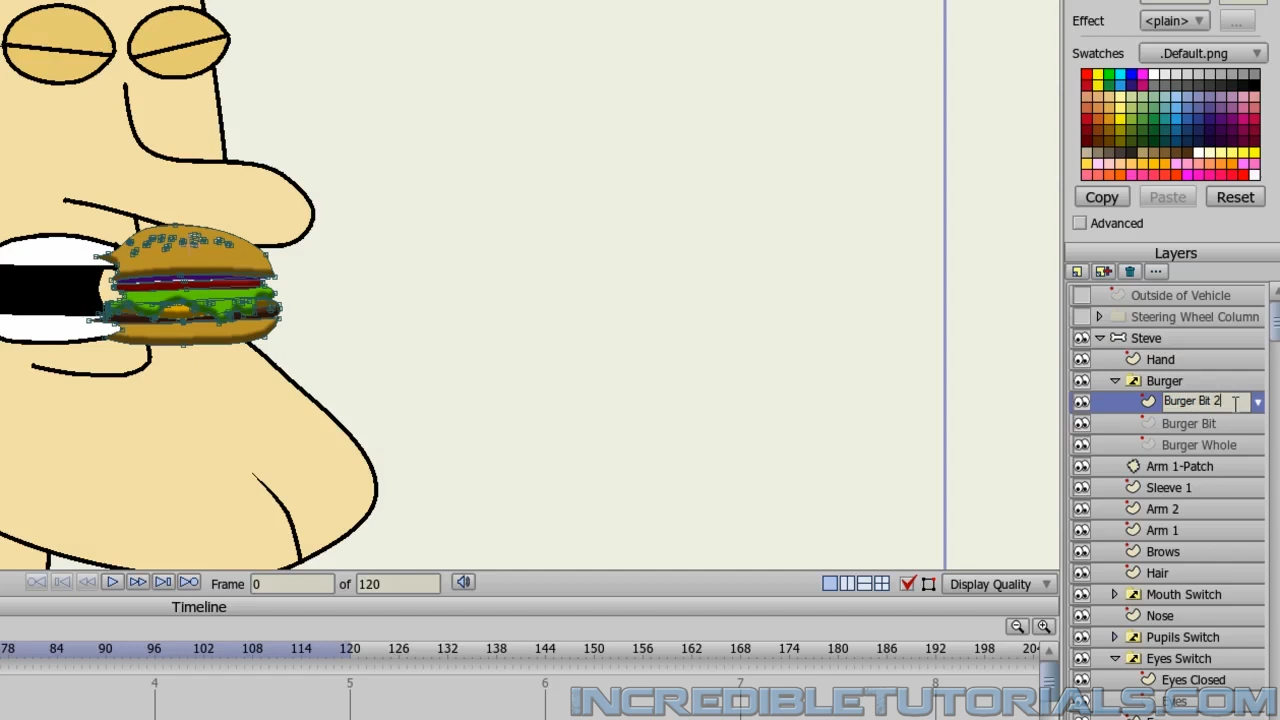 Effect <plain> ...
Swatches .Default.png
Copy Paste Reset
Advanced
Layers
Outside of Vehicle
Steering Wheel Column
Steve
Hand
Burger
Burger Bit 2
Burger Bit
Burger Whole
Arm 1-Patch
Sleeve 1
Arm 2
Arm 1
Brows
Hair
Mouth Switch
Nose
Pupils Switch
Eyes Switch
Eyes Closed
Eyes
Frame 0 of 120 Display Quality
Timeline
78 84 90 96 102 108 114 120 126 132 138 144 150 156 162 168 174 180 186 192 198 20
4 5 6 7 8
INCREDIBLETUTORIALS.COM